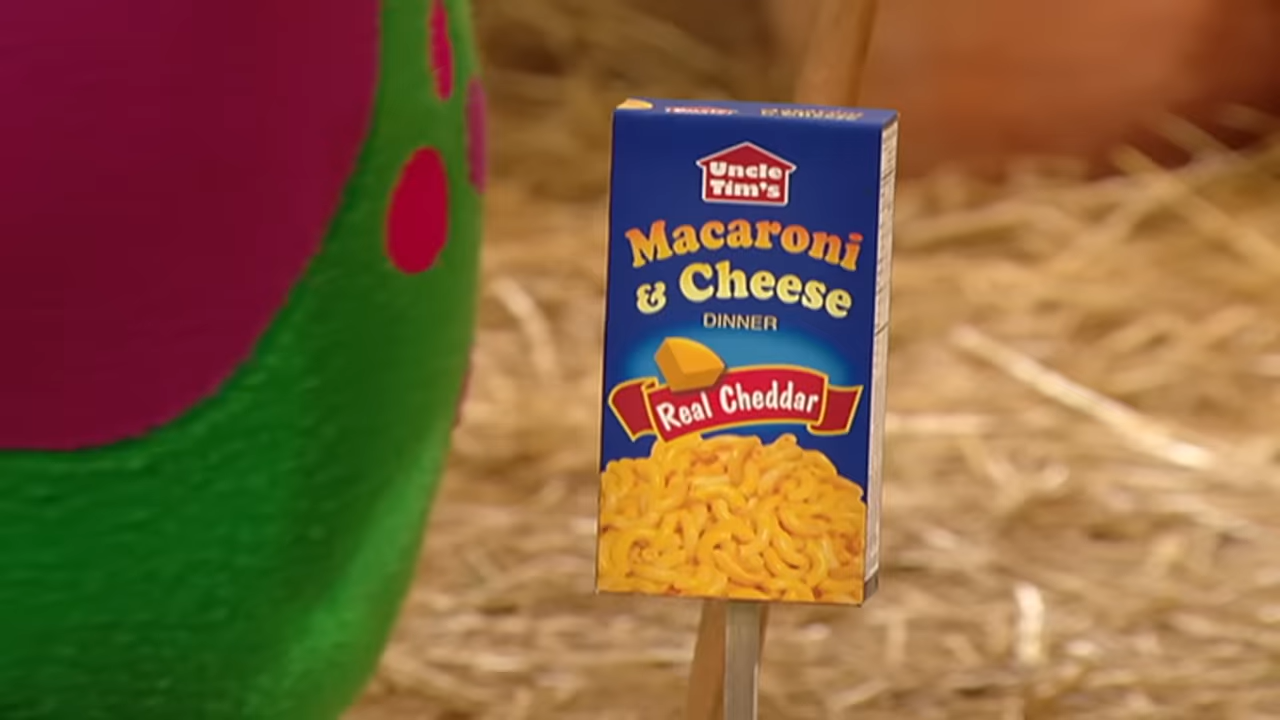 Uncle
Tim's
Macaroni
& Cheese
DINNER
Real Cheddar